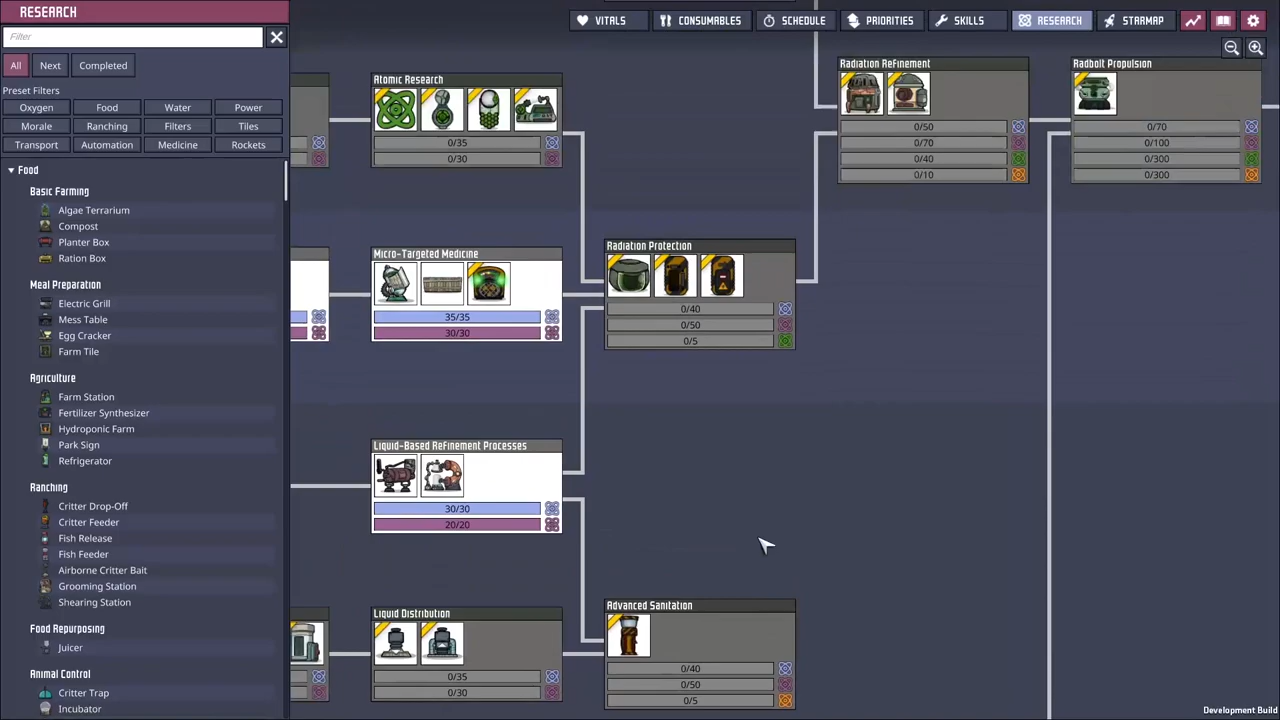 RESEARCH
Filter
All
Next
Completed
Preset Filters
Oxygen
Food
Water
Power
Morale
Ranching
Filters
Tiles
Transport
Automation
Medicine
Rockets
Food
Basic Farming
Algae Terrarium
Compost
Planter Box
Ration Box
Meal Preparation
Electric Grill
Mess Table
Egg Cracker
Farm Tile
Agriculture
Farm Station
Fertilizer Synthesizer
Hydroponic Farm
Park Sign
Refrigerator
Ranching
Critter Drop-Off
Critter Feeder
Fish Release
Fish Feeder
Airborne Critter Bait
Grooming Station
Shearing Station
Food Repurposing
Juicer
Animal Control
Critter Trap
Incubator
VITALS
CONSUMABLES
SCHEDULE
PRIORITIES
SKILLS
RESEARCH
STARMAP
Atomic Research
0/35
0/30
Micro-Targeted Medicine
35/35
30/30
Liquid-Based Refinement Processes
30/30
20/20
Liquid Distribution
0/35
0/30
Radiation Protection
0/40
0/50
0/5
Advanced Sanitation
0/40
0/50
0/5
Radiation Refinement
0/50
0/70
0/40
0/10
Radbolt Propulsion
0/70
0/100
0/300
0/300
Development Build